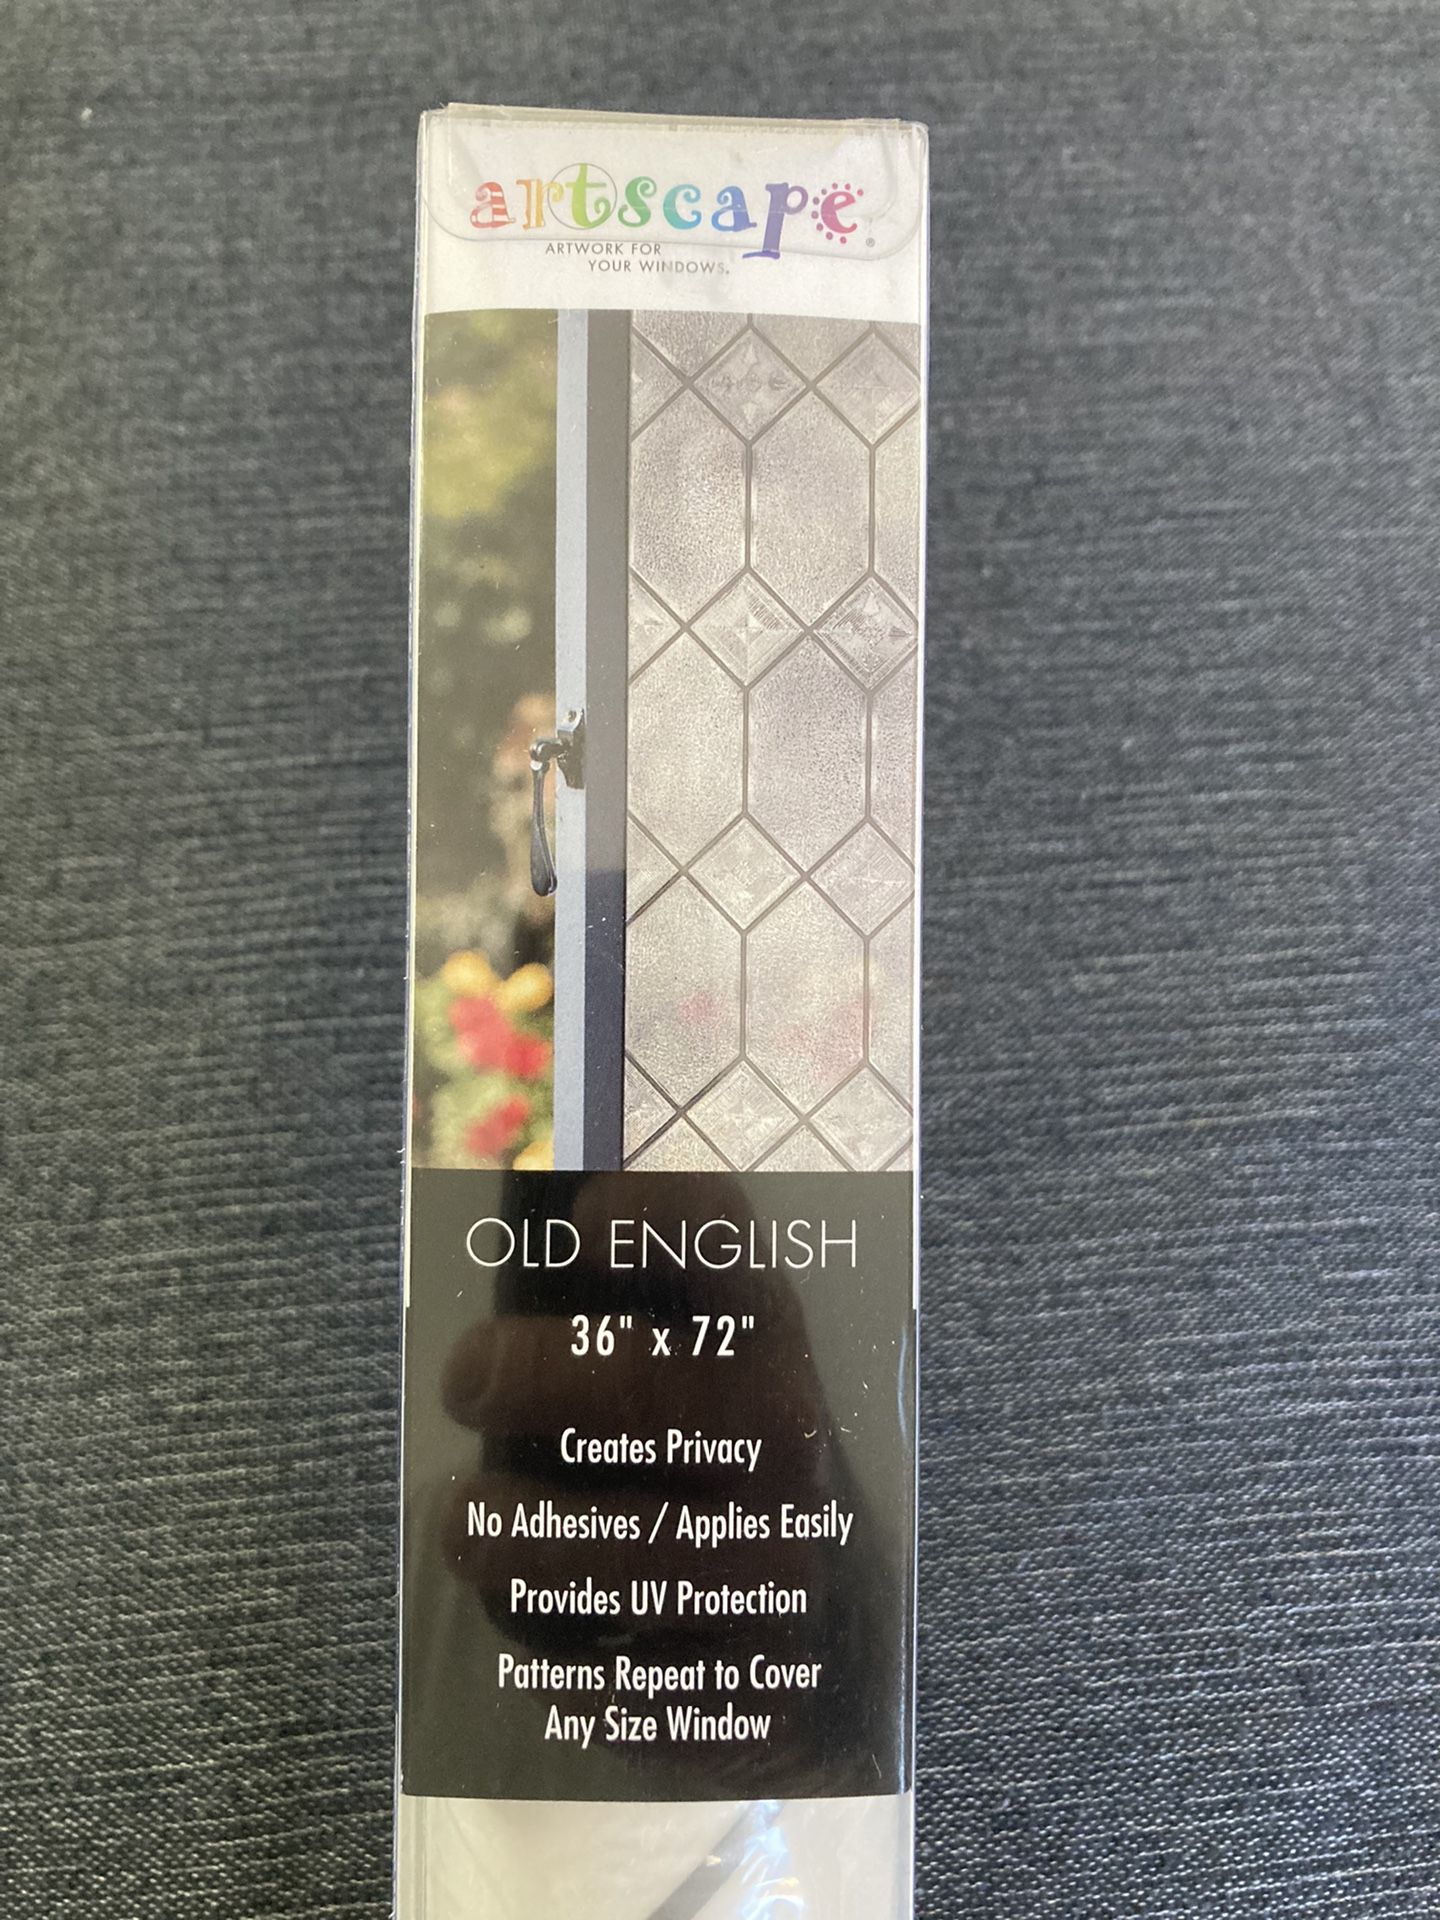 artscape®
ARTWORK FOR
YOUR WINDOWS.
OLD ENGLISH
36" x 72"
Creates Privacy
No Adhesives / Applies Easily
Provides UV Protection
Patterns Repeat to Cover
Any Size Window